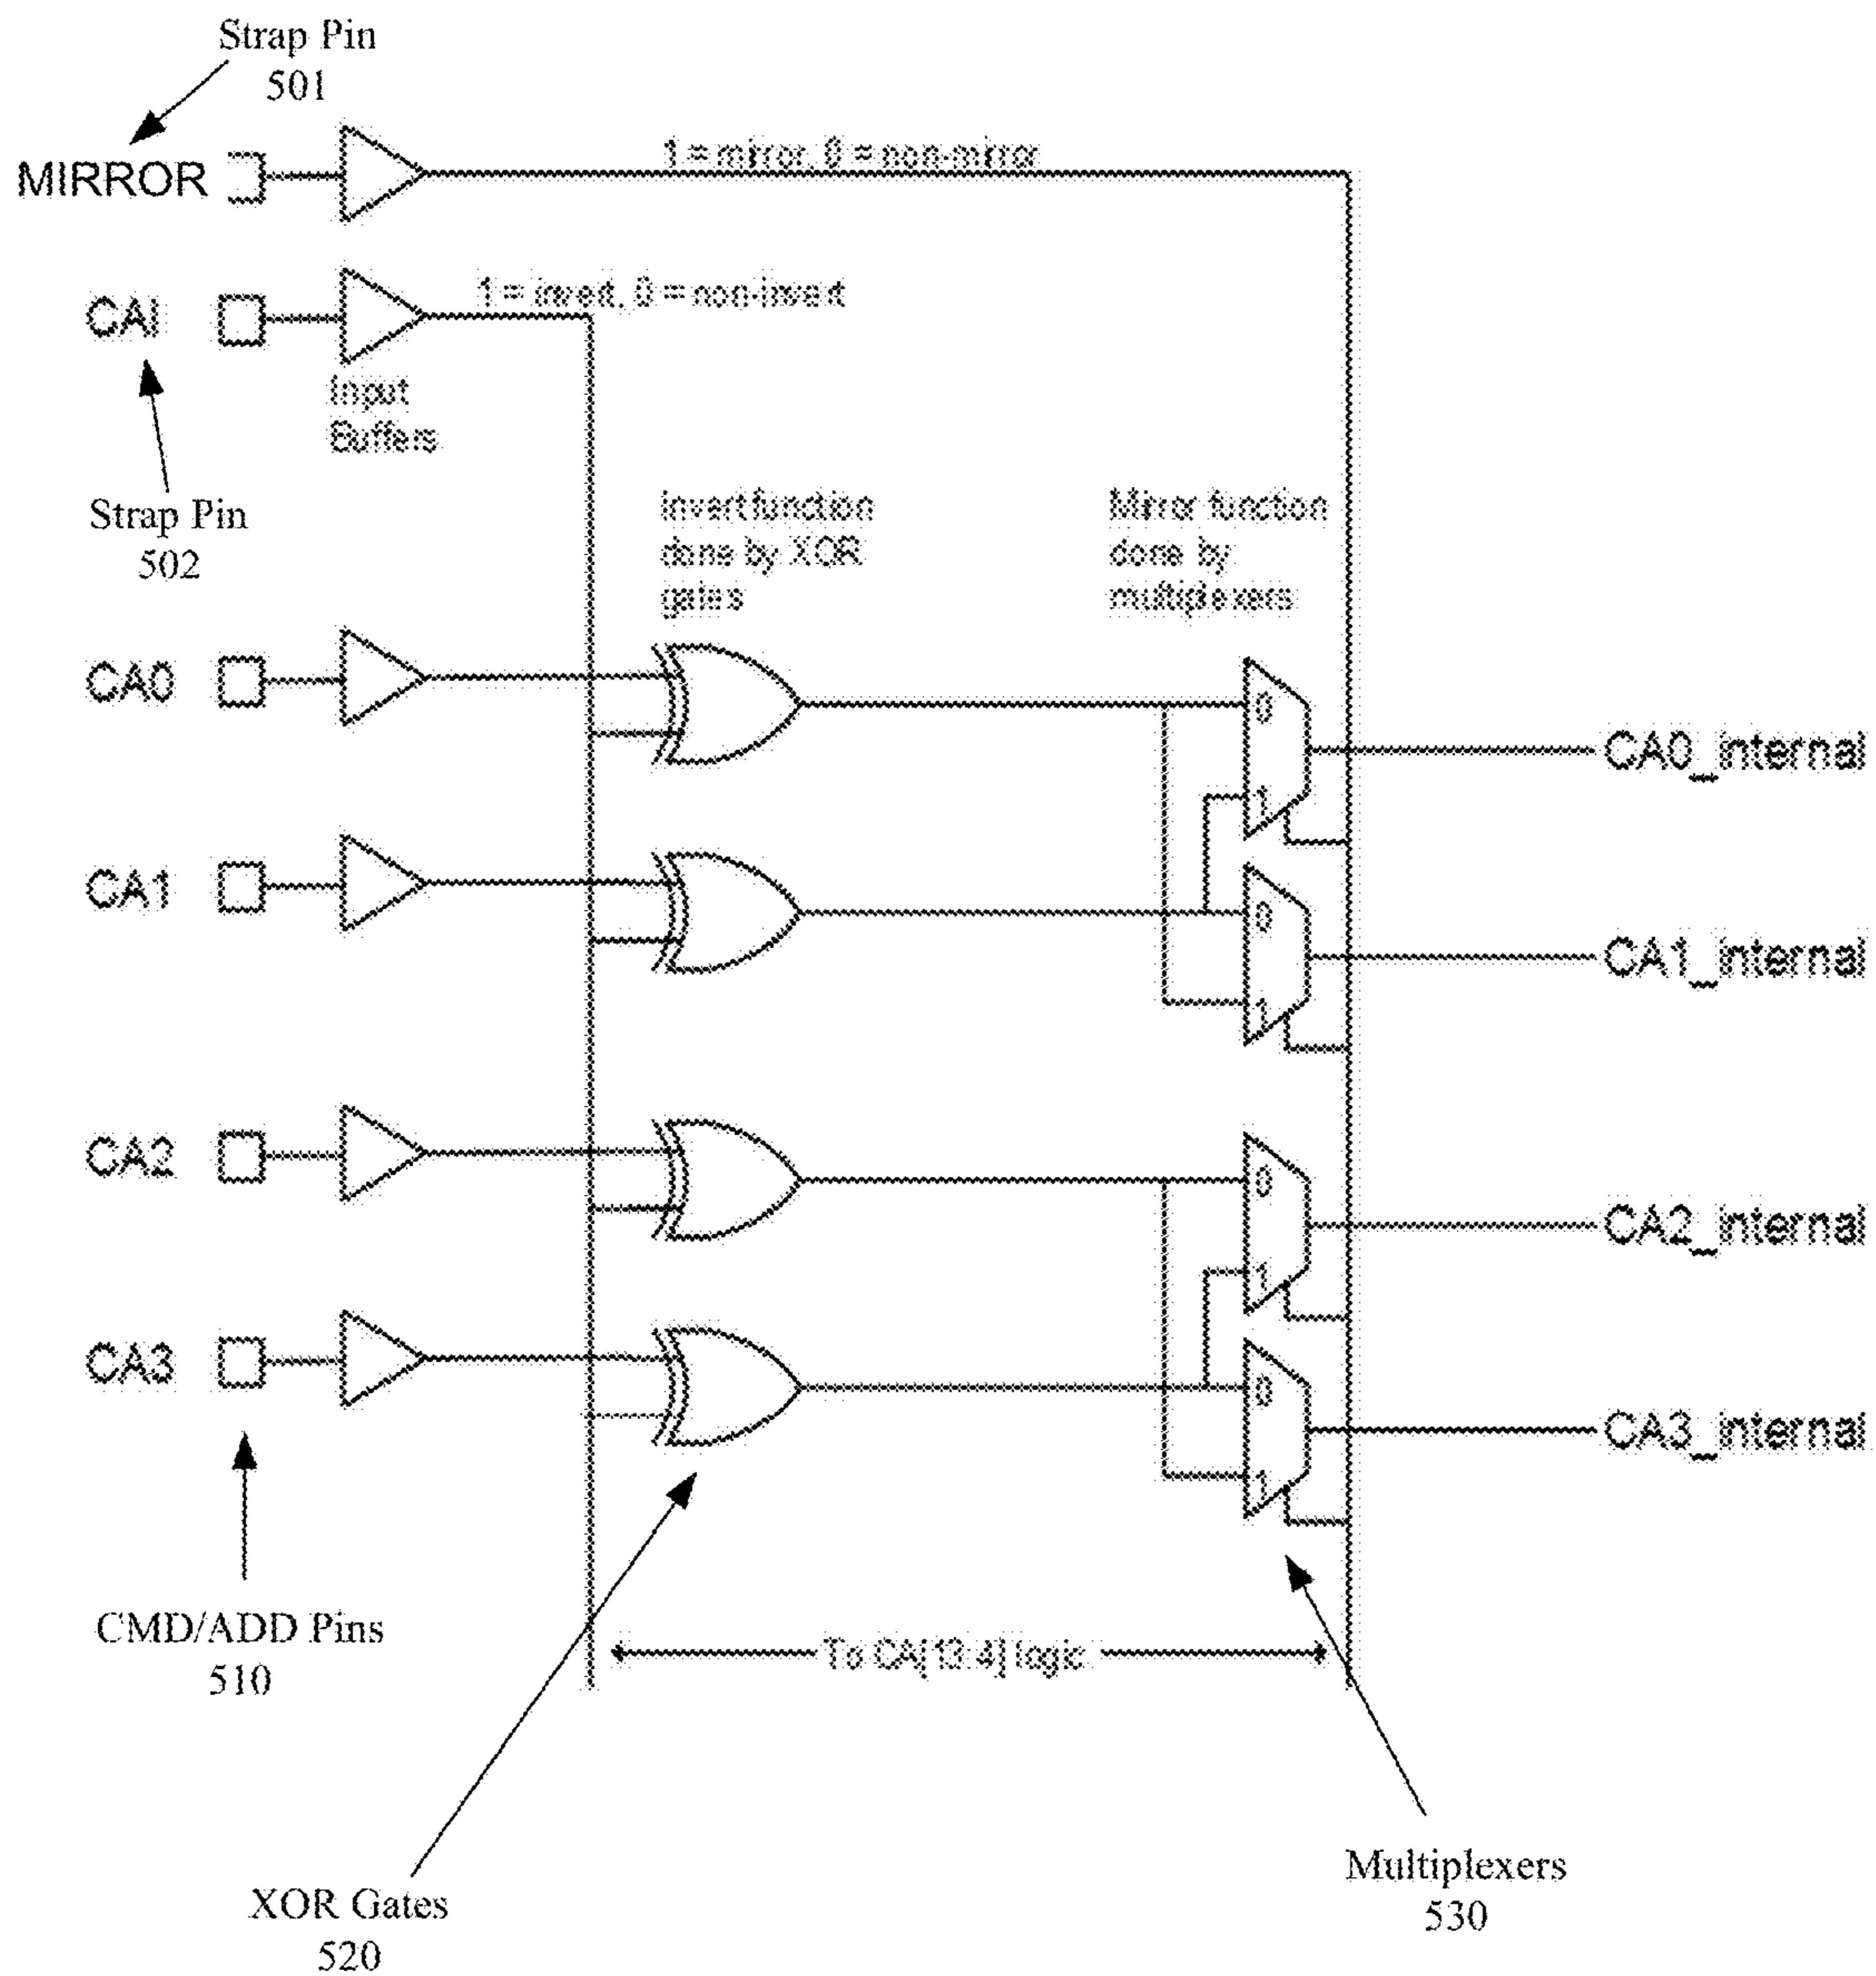 Strap Pin
501
MIRROR
1 = mirror, 0 = non-mirror
CAI
1 = invert, 0 = non-invert
Input
Buffers
Strap Pin
502
invert function
done by XOR
gates
Mirror function
done by
multiplexers
CA0
0
1
CA0_internal
CA1
0
1
CA1_internal
CA2
0
1
CA2_internal
CA3
0
1
CA3_internal
CMD/ADD Pins
510
To CA[13:4] logic
XOR Gates
520
Multiplexers
530